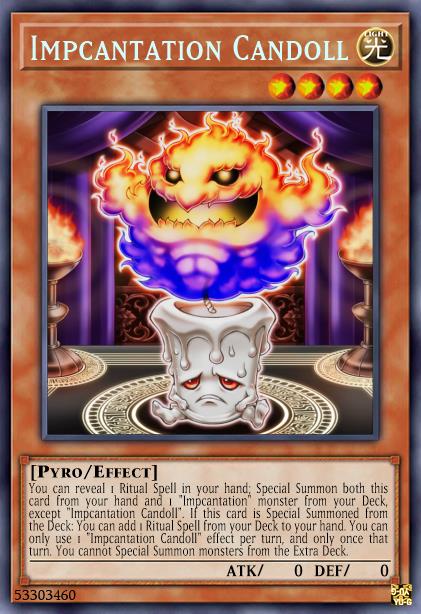 IMPCANTATION CANDOLL
LIGHT
光
[PYRO/EFFECT]
You can reveal 1 Ritual Spell in your hand; Special Summon both this
card from your hand and 1 "Impcantation" monster from your Deck,
except "Impcantation Candoll". If this card is Special Summoned from
the Deck: You can add 1 Ritual Spell from your Deck to your hand. You can
only use 1 "Impcantation Candoll" effect per turn, and only once that
turn. You cannot Special Summon monsters from the Extra Deck.
ATK/ 0 DEF/ 0
53303460